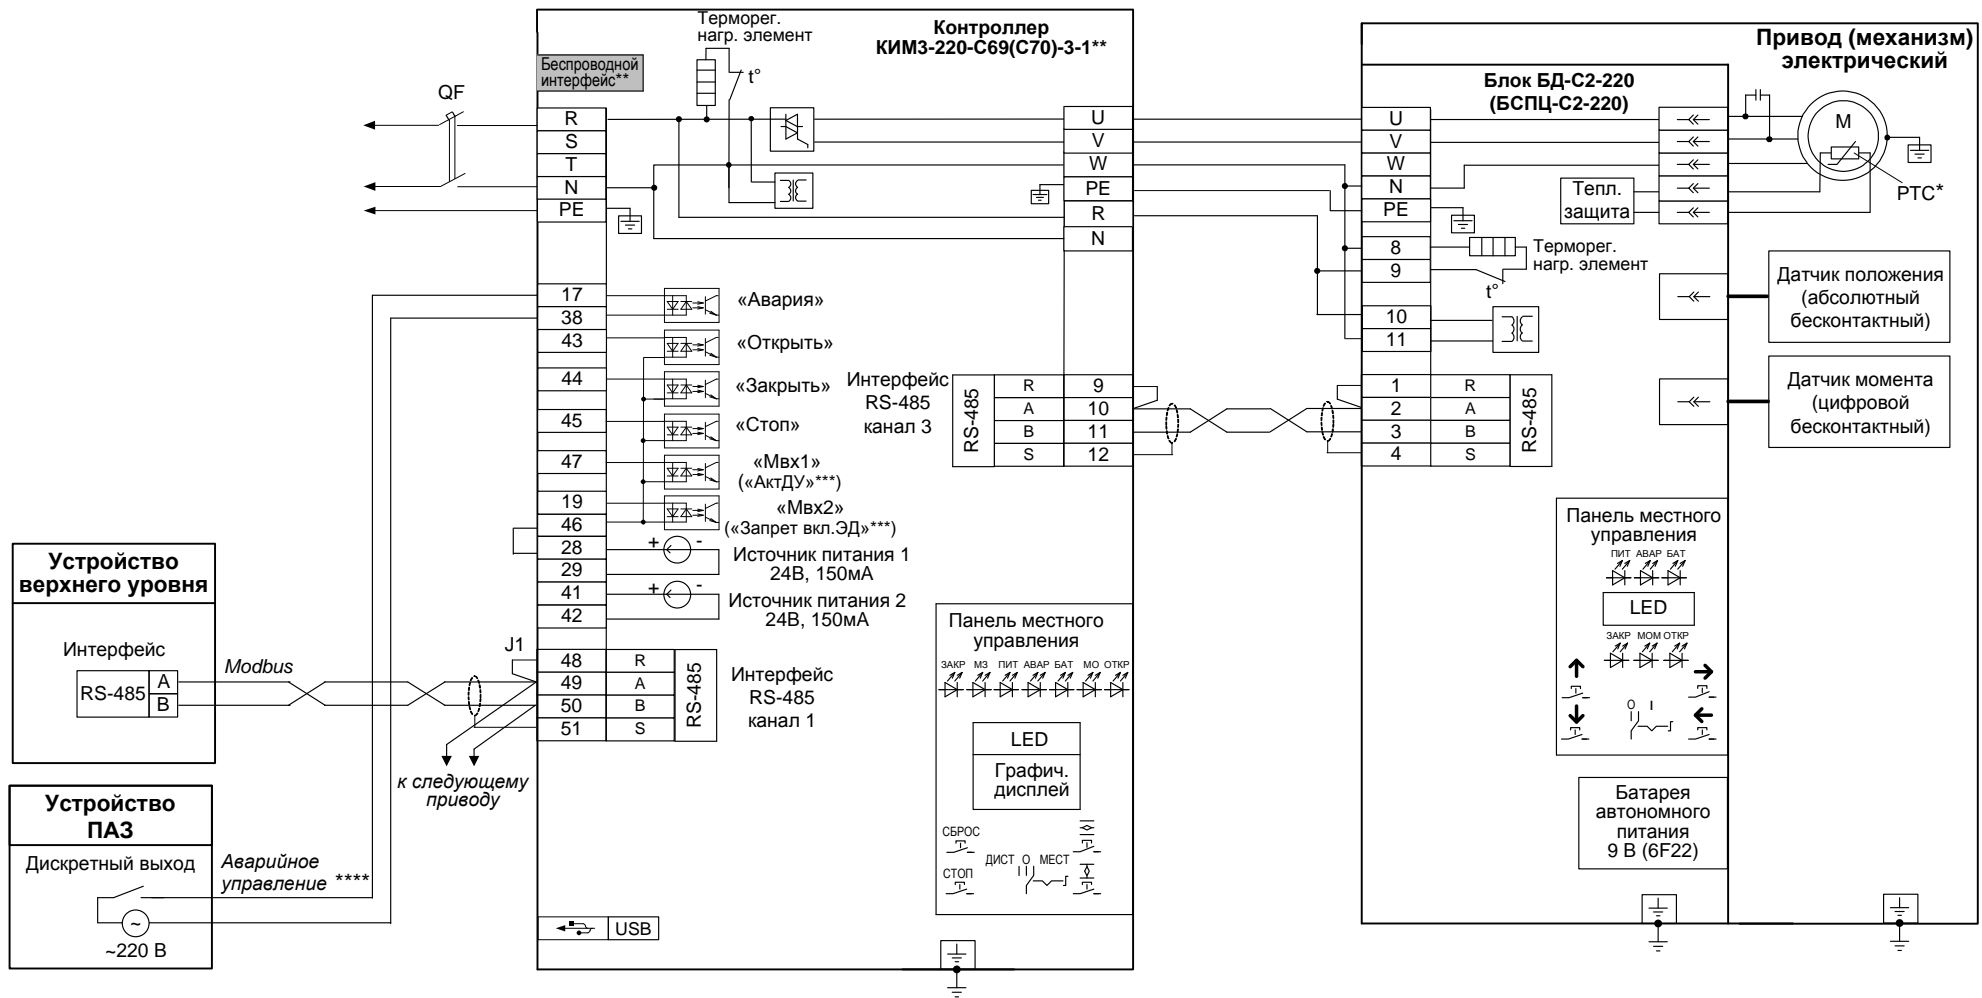 QF
Беспроводной
интерфейс**
Терморег.
нагр. элемент
t°
Контроллер
КИМ3-220-С69(С70)-3-1**
R
S
T
N
PE
U
V
W
PE
R
N
17
38
43
44
45
47
19
46
28
29
41
42
«Авария»
«Открыть»
«Закрыть»
«Стоп»
«Мвх1»
(«АктДУ»***)
«Мвх2»
(«Запрет вкл.ЭД»***)
+ -
Источник питания 1
24В, 150мА
+ -
Источник питания 2
24В, 150мА
J1
48 R
49 A
50 B
51 S
RS-485
Интерфейс
RS-485
канал 1
Интерфейс
RS-485
канал 3
RS-485
R 9
A 10
B 11
S 12
Панель местного
управления
ЗАКР МЗ ПИТ АВАР БАТ МО ОТКР
LED
Графич.
дисплей
СБРОС
СТОП
ДИСТ О МЕСТ
USB
Устройство
верхнего уровня
Интерфейс
RS-485
A
B
Modbus
к следующему
приводу
Устройство
ПАЗ
Дискретный выход
~
~220 В
Аварийное
управление ****
Привод (механизм)
электрический
Блок БД-С2-220
(БСПЦ-С2-220)
U
V
W
N
PE
8
9
10
11
Тепл.
защита
M
РТС*
Терморег.
нагр. элемент
t°
1 R
2 A
3 B
4 S
RS-485
Датчик положения
(абсолютный
бесконтактный)
Датчик момента
(цифровой
бесконтактный)
Панель местного
управления
ПИТ АВАР БАТ
LED
ЗАКР МОМ ОТКР
O I
Батарея
автономного
питания
9 В (6F22)